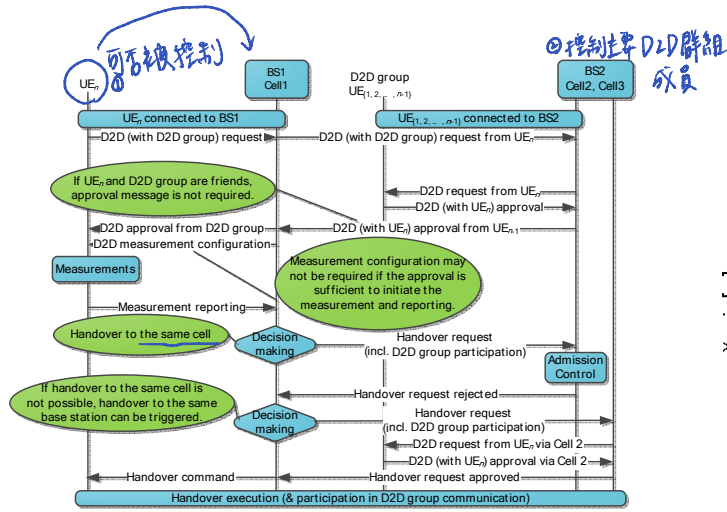 可否被控制
①
②控制主要D2D群組
成員
UEn
BS1
Cell1
D2D group
UE{1, 2, ... , n-1}
BS2
Cell2, Cell3
UEn connected to BS1
UE{1, 2, ... , n-1} connected to BS2
D2D (with D2D group) request
D2D (with D2D group) request from UEn
If UEn and D2D group are friends,
approval message is not required.
D2D request from UEn
D2D (with UEn) approval
D2D approval from D2D group
D2D (with UEn) approval from UEn-1
D2D measurement configuration
Measurements
Measurement configuration may
not be required if the approval is
sufficient to initiate the
measurement and reporting.
Measurement reporting
Handover to the same cell
Decision
making
Handover request
(incl. D2D group participation)
Admission
Control
Handover request rejected
If handover to the same cell is
not possible, handover to the same
base station can be triggered.
Decision
making
Handover request
(incl. D2D group participation)
D2D request from UEn via Cell 2
D2D (with UEn) approval via Cell 2
Handover command
Handover request approved
Handover execution (& participation in D2D group communication)